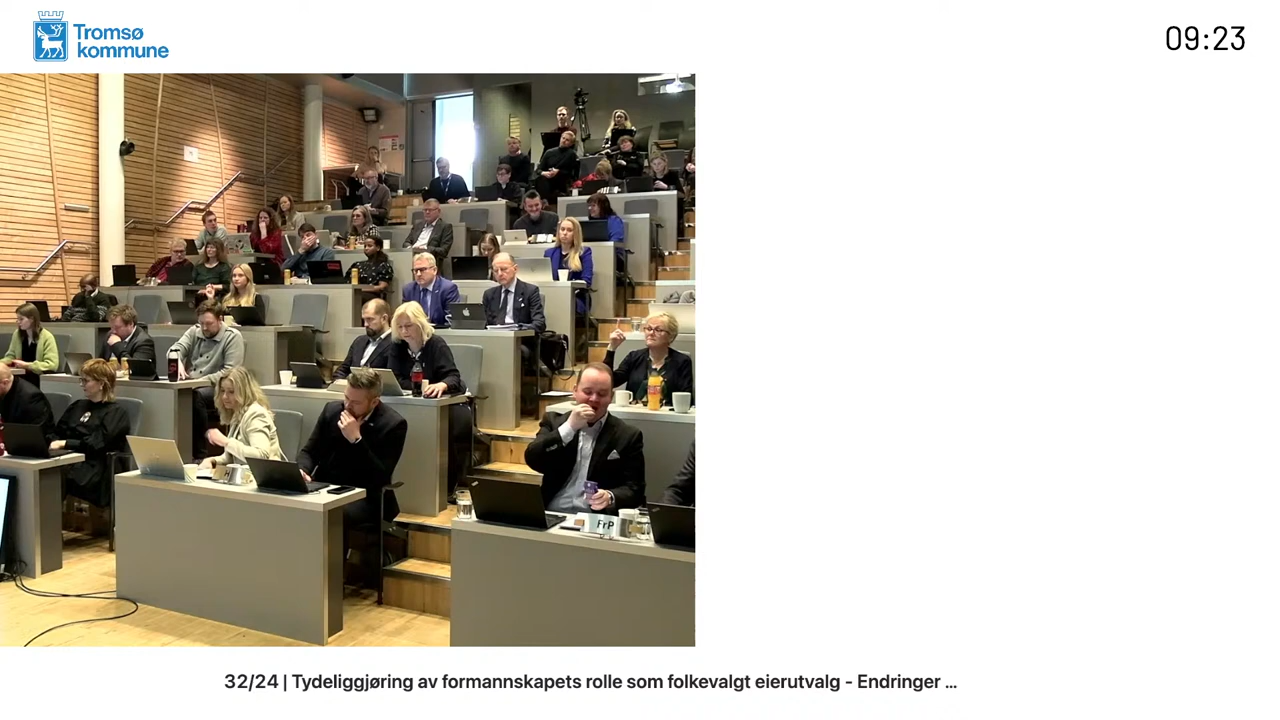 Tromsø
kommune
09:23
H
FrP
32/24 | Tydeliggjøring av formannskapets rolle som folkevalgt eierutvalg - Endringer ...